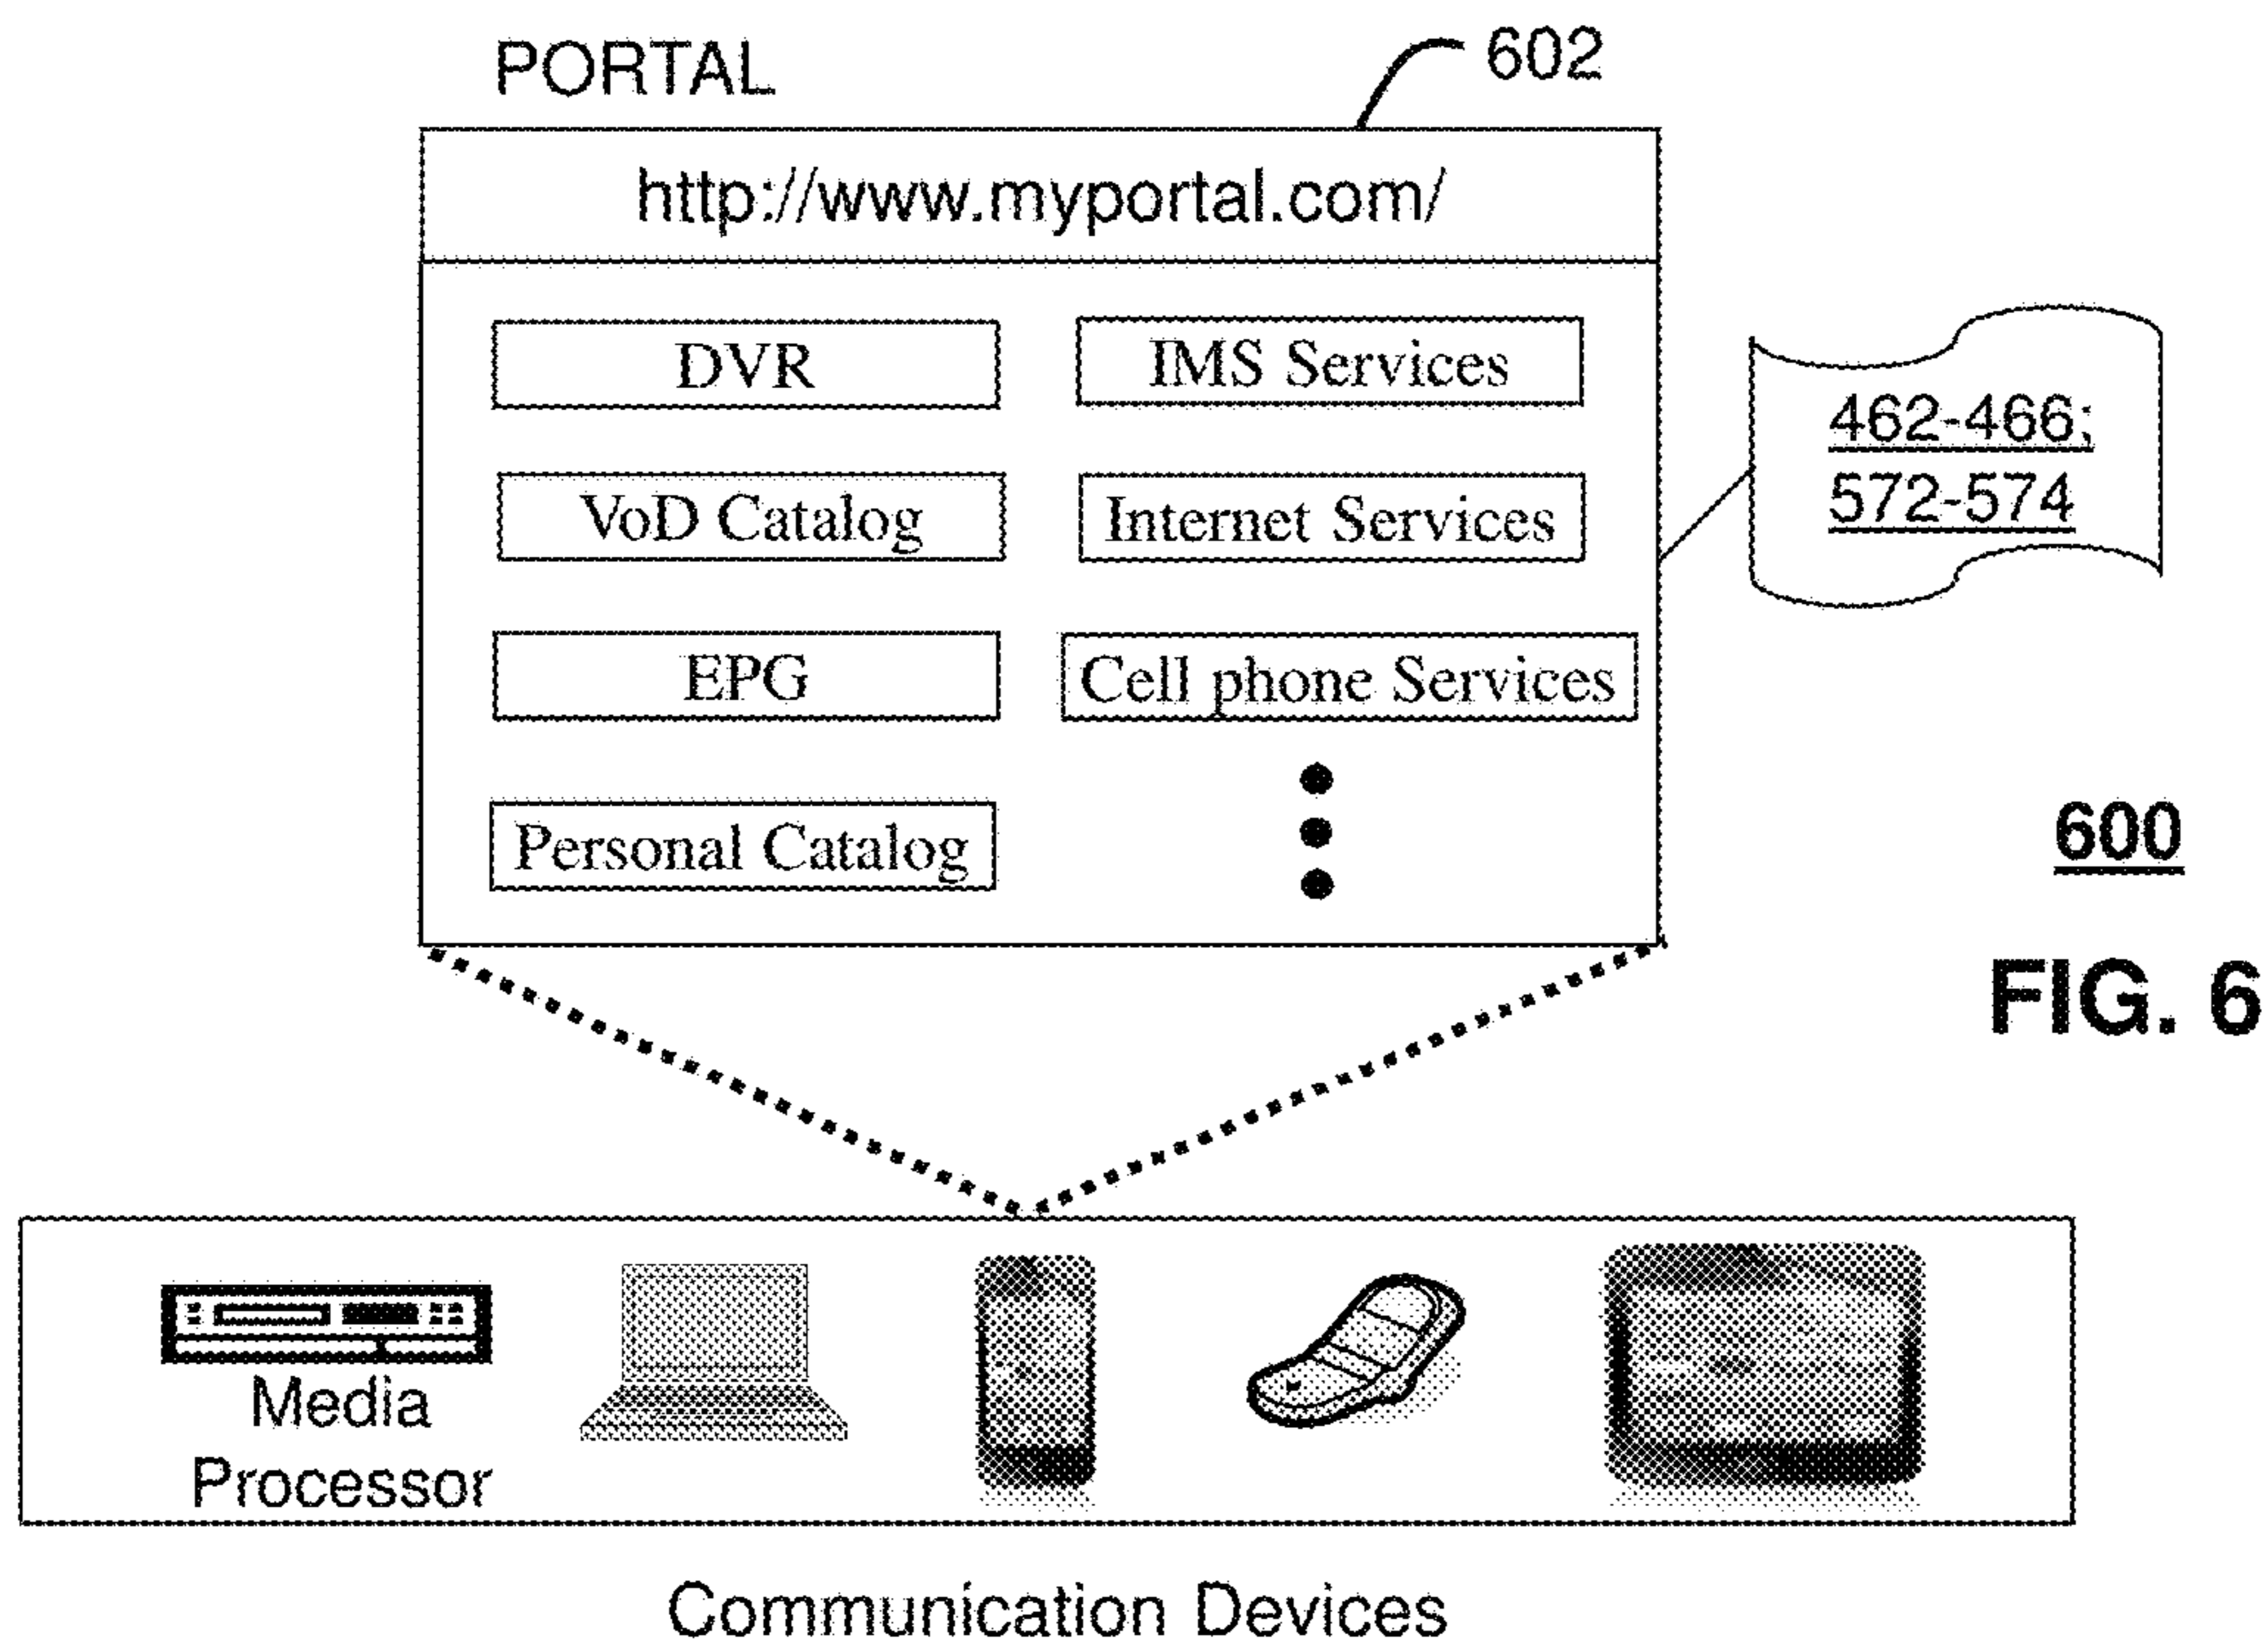 PORTAL
602
http://www.myportal.com/
DVR
IMS Services
VoD Catalog
Internet Services
EPG
Cell phone Services
Personal Catalog
462-466;
572-574
600
FIG. 6
Media
Processor
Communication Devices